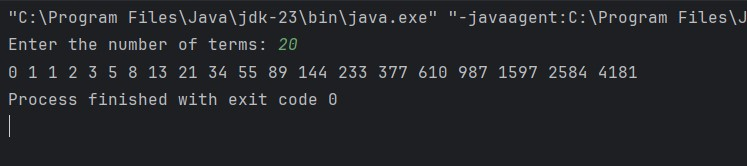 "C:\Program Files\Java\jdk-23\bin\java.exe" "-javaagent:C:\Program Files\J
Enter the number of terms: 20
0 1 1 2 3 5 8 13 21 34 55 89 144 233 377 610 987 1597 2584 4181
Process finished with exit code 0